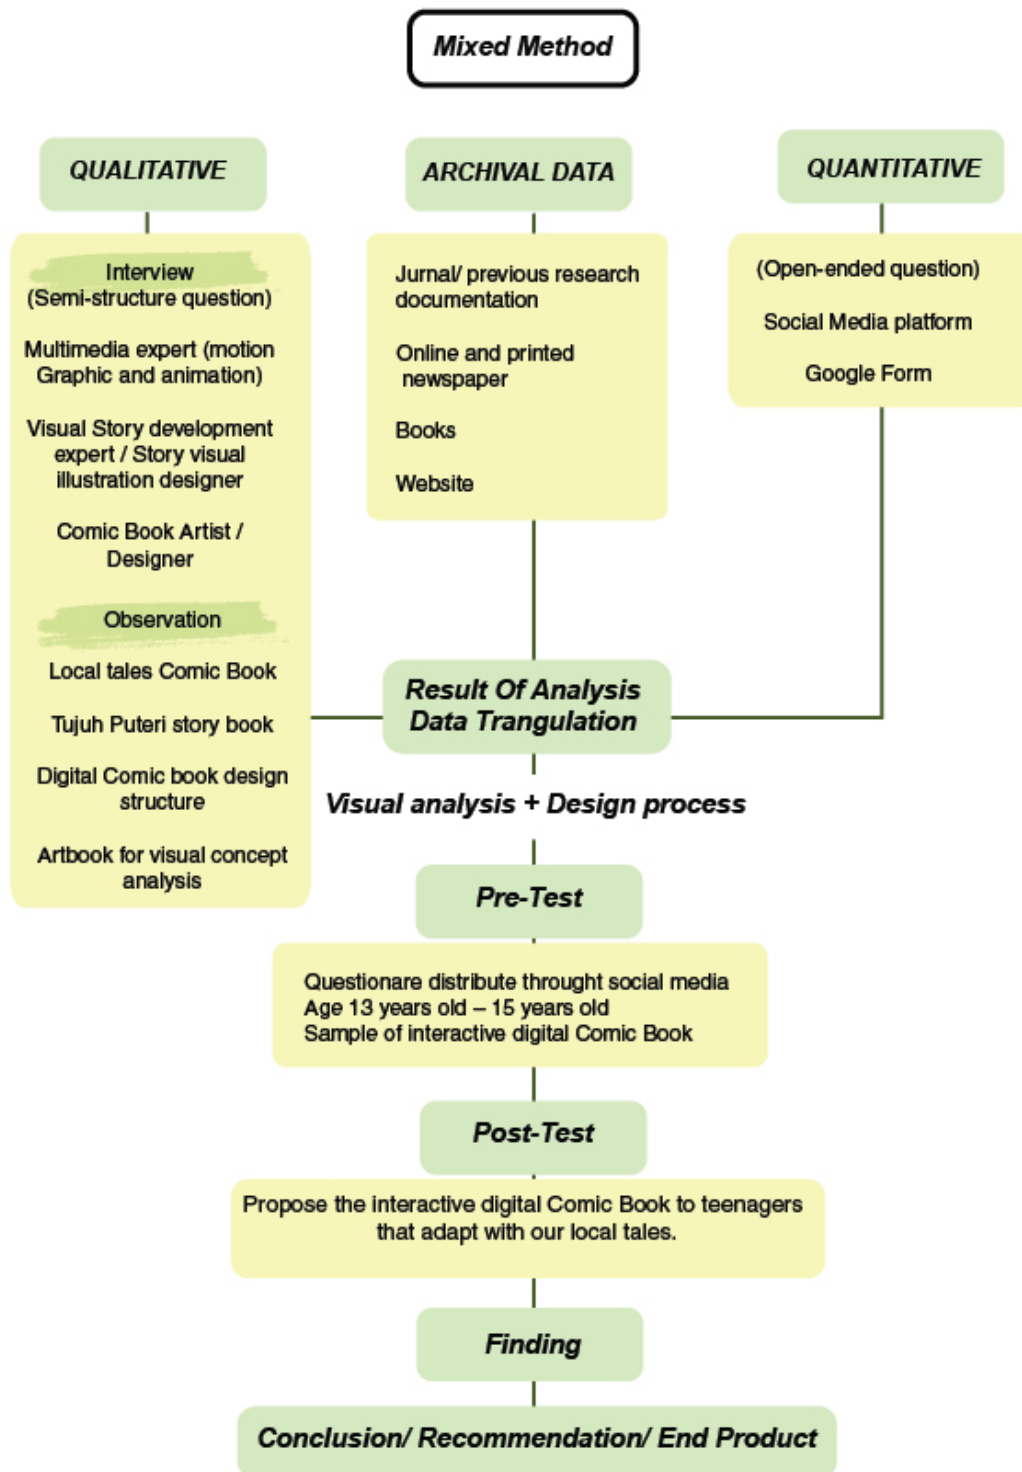 Mixed Method
QUALITATIVE
Interview
(Semi-structure question)
Multimedia expert (motion
Graphic and animation)
Visual Story development
expert / Story visual
illustration designer
Comic Book Artist /
Designer
Observation
Local tales Comic Book
Tujuh Puteri story book
Digital Comic book design
structure
Artbook for visual concept
analysis
ARCHIVAL DATA
Jurnal/ previous research
documentation
Online and printed
newspaper
Books
Website
QUANTITATIVE
(Open-ended question)
Social Media platform
Google Form
Result Of Analysis
Data Trangulation
Visual analysis + Design process
Pre-Test
Questionare distribute throught social media
Age 13 years old – 15 years old
Sample of interactive digital Comic Book
Post-Test
Propose the interactive digital Comic Book to teenagers
that adapt with our local tales.
Finding
Conclusion/ Recommendation/ End Product